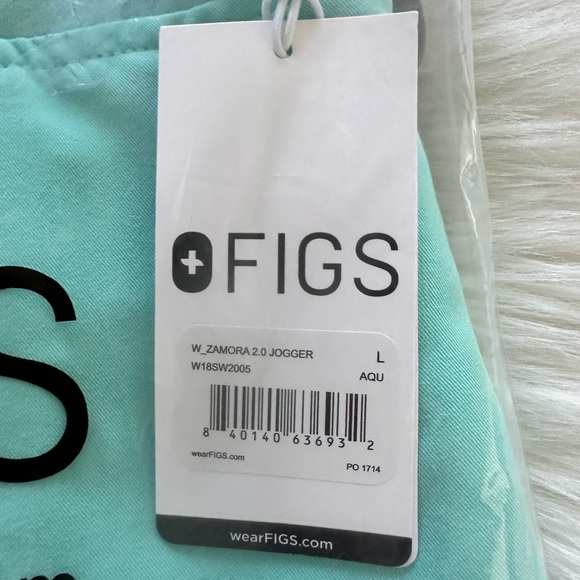 FIGS
W_ZAMORA 2.0 JOGGER L
W18SW2005 AQU
8 40140 63693 2
wearFIGS.com PO 1714
wearFIGS.com
S
m